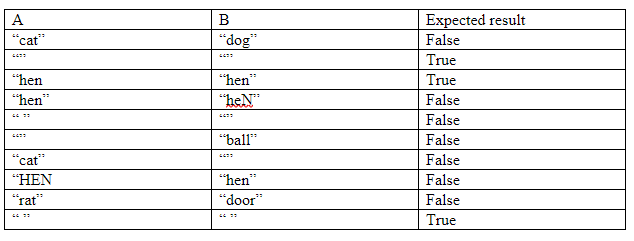 A B Expected result
“cat” “dog” False
“” “” True
“hen “hen” True
“hen” “heN” False
“ ” “” False
“” “ball” False
“cat” “” False
“HEN “hen” False
“rat” “door” False
“ ” “ ” True